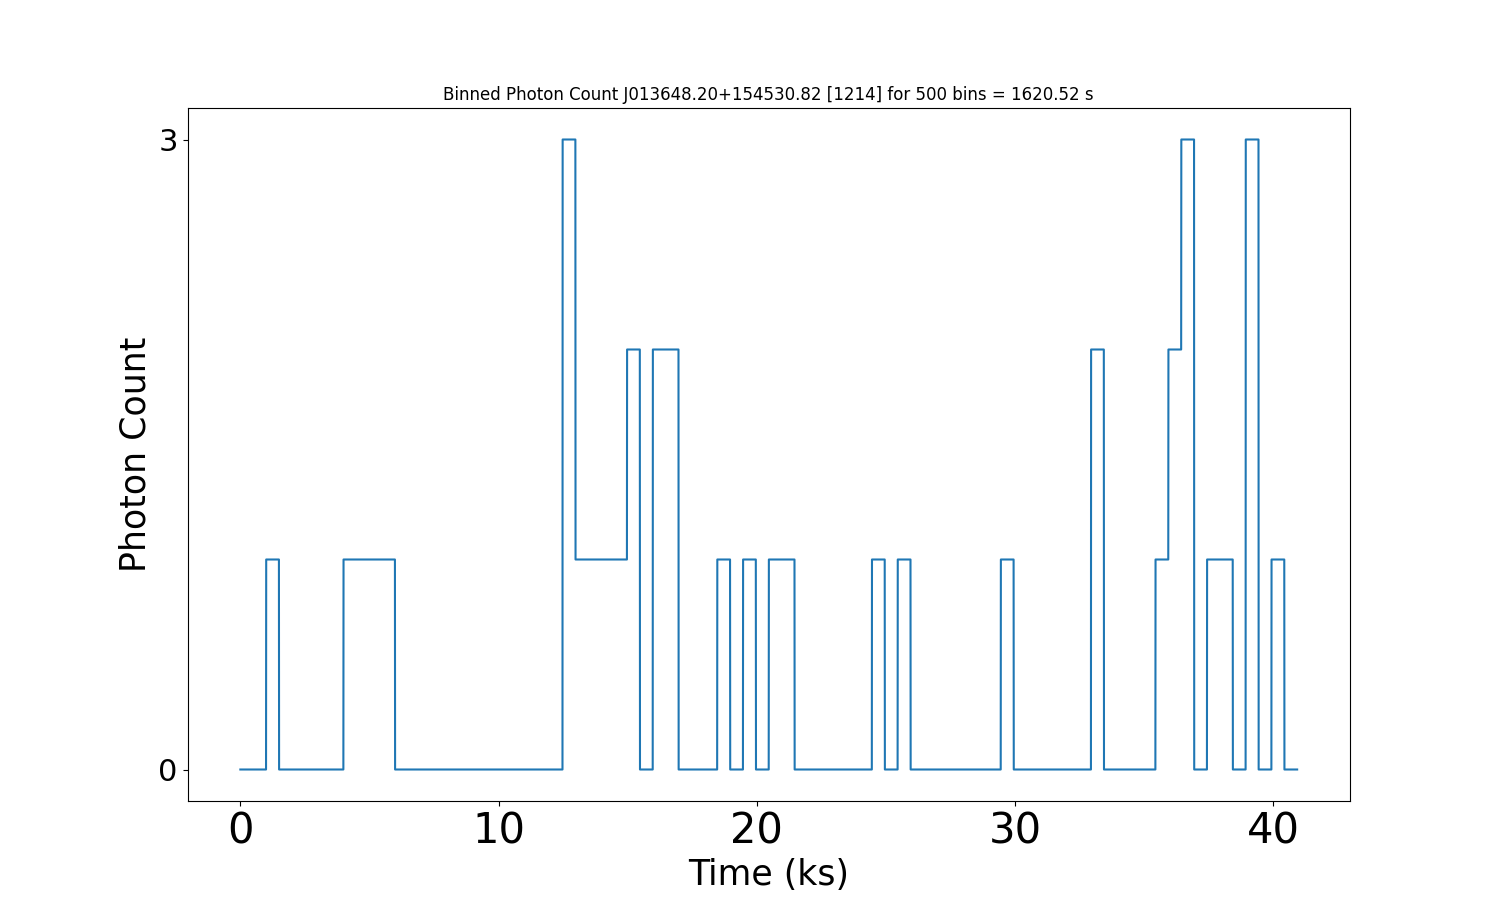 Binned Photon Count J013648.20+154530.82 [1214] for 500 bins = 1620.52 s
3
Photon Count
0
0 10 20 30 40
Time (ks)